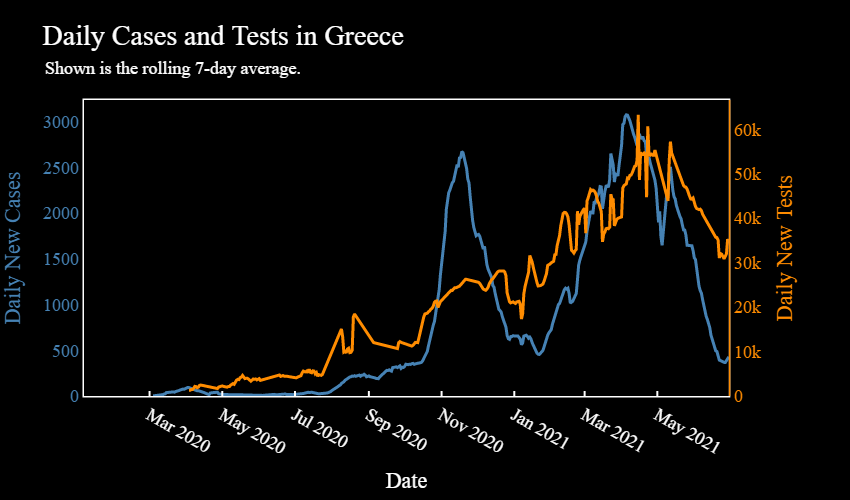 Daily Cases and Tests in Greece
Shown is the rolling 7-day average.
3000
2500
2000
1500
1000
500
0
Daily New Cases
60k
50k
40k
30k
20k
10k
0
Daily New Tests
Mar 2020
May 2020
Jul 2020
Sep 2020
Nov 2020
Jan 2021
Mar 2021
May 2021
Date